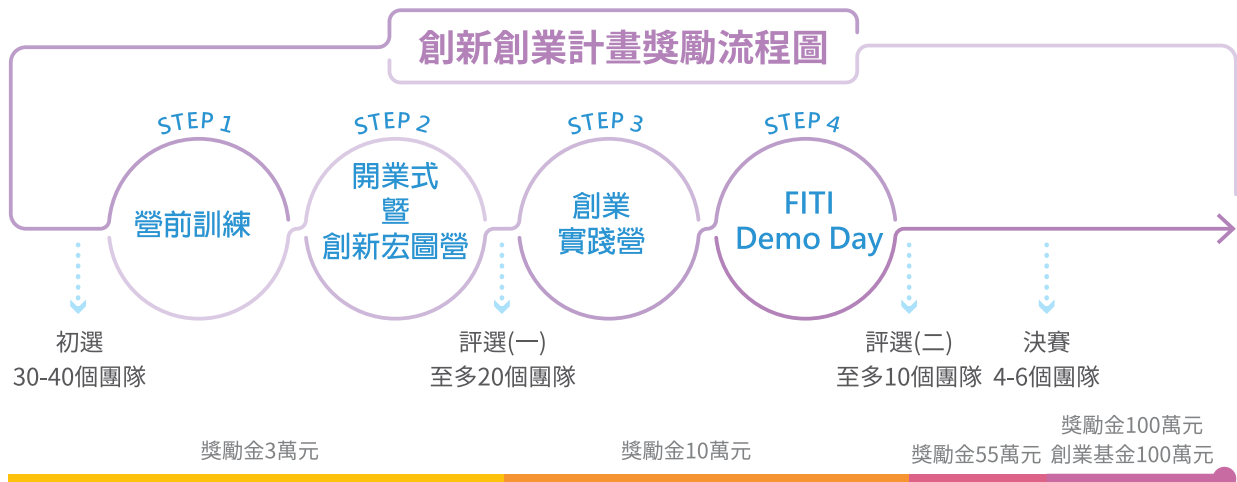 創新創業計畫獎勵流程圖
STEP 1
營前訓練
STEP 2
開業式
暨
創新宏圖營
STEP 3
創業
實踐營
STEP 4
FITI
Demo Day
初選
30-40個團隊
評選(一)
至多20個團隊
評選(二)
至多10個團隊
決賽
4-6個團隊
獎勵金3萬元
獎勵金10萬元
獎勵金55萬元
獎勵金100萬元
創業基金100萬元